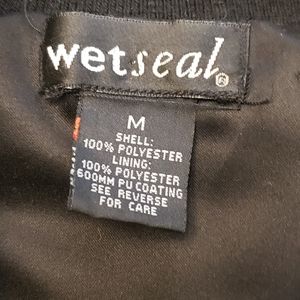 wetseal®
M
SHELL:
100% POLYESTER
LINING:
100% POLYESTER
600MM PU COATING
SEE REVERSE
FOR CARE